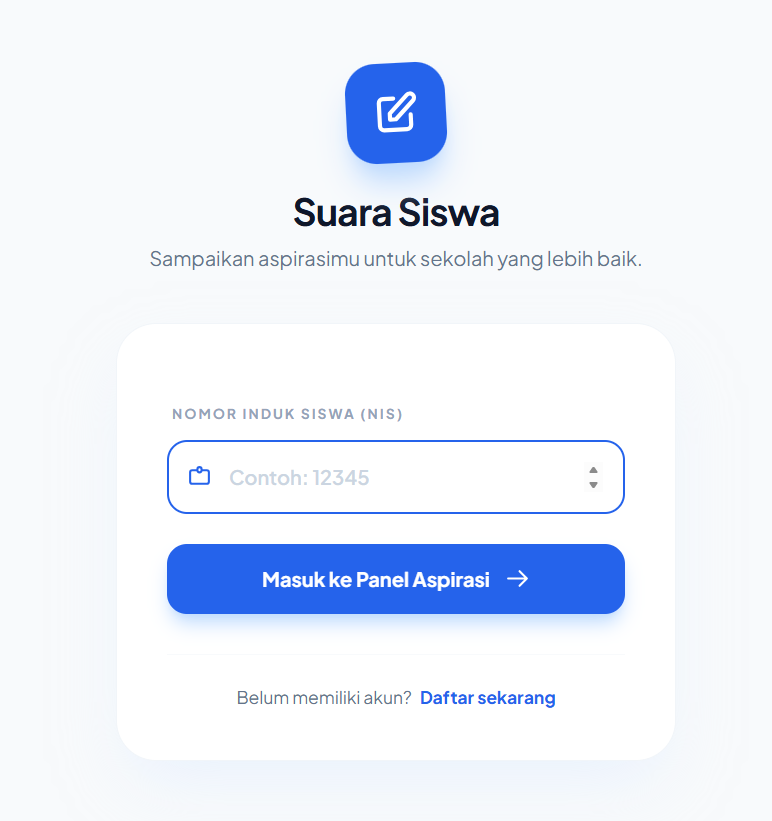 Suara Siswa
Sampaikan aspirasimu untuk sekolah yang lebih baik.
NOMOR INDUK SISWA (NIS)
Contoh: 12345
Masuk ke Panel Aspirasi
Belum memiliki akun? Daftar sekarang